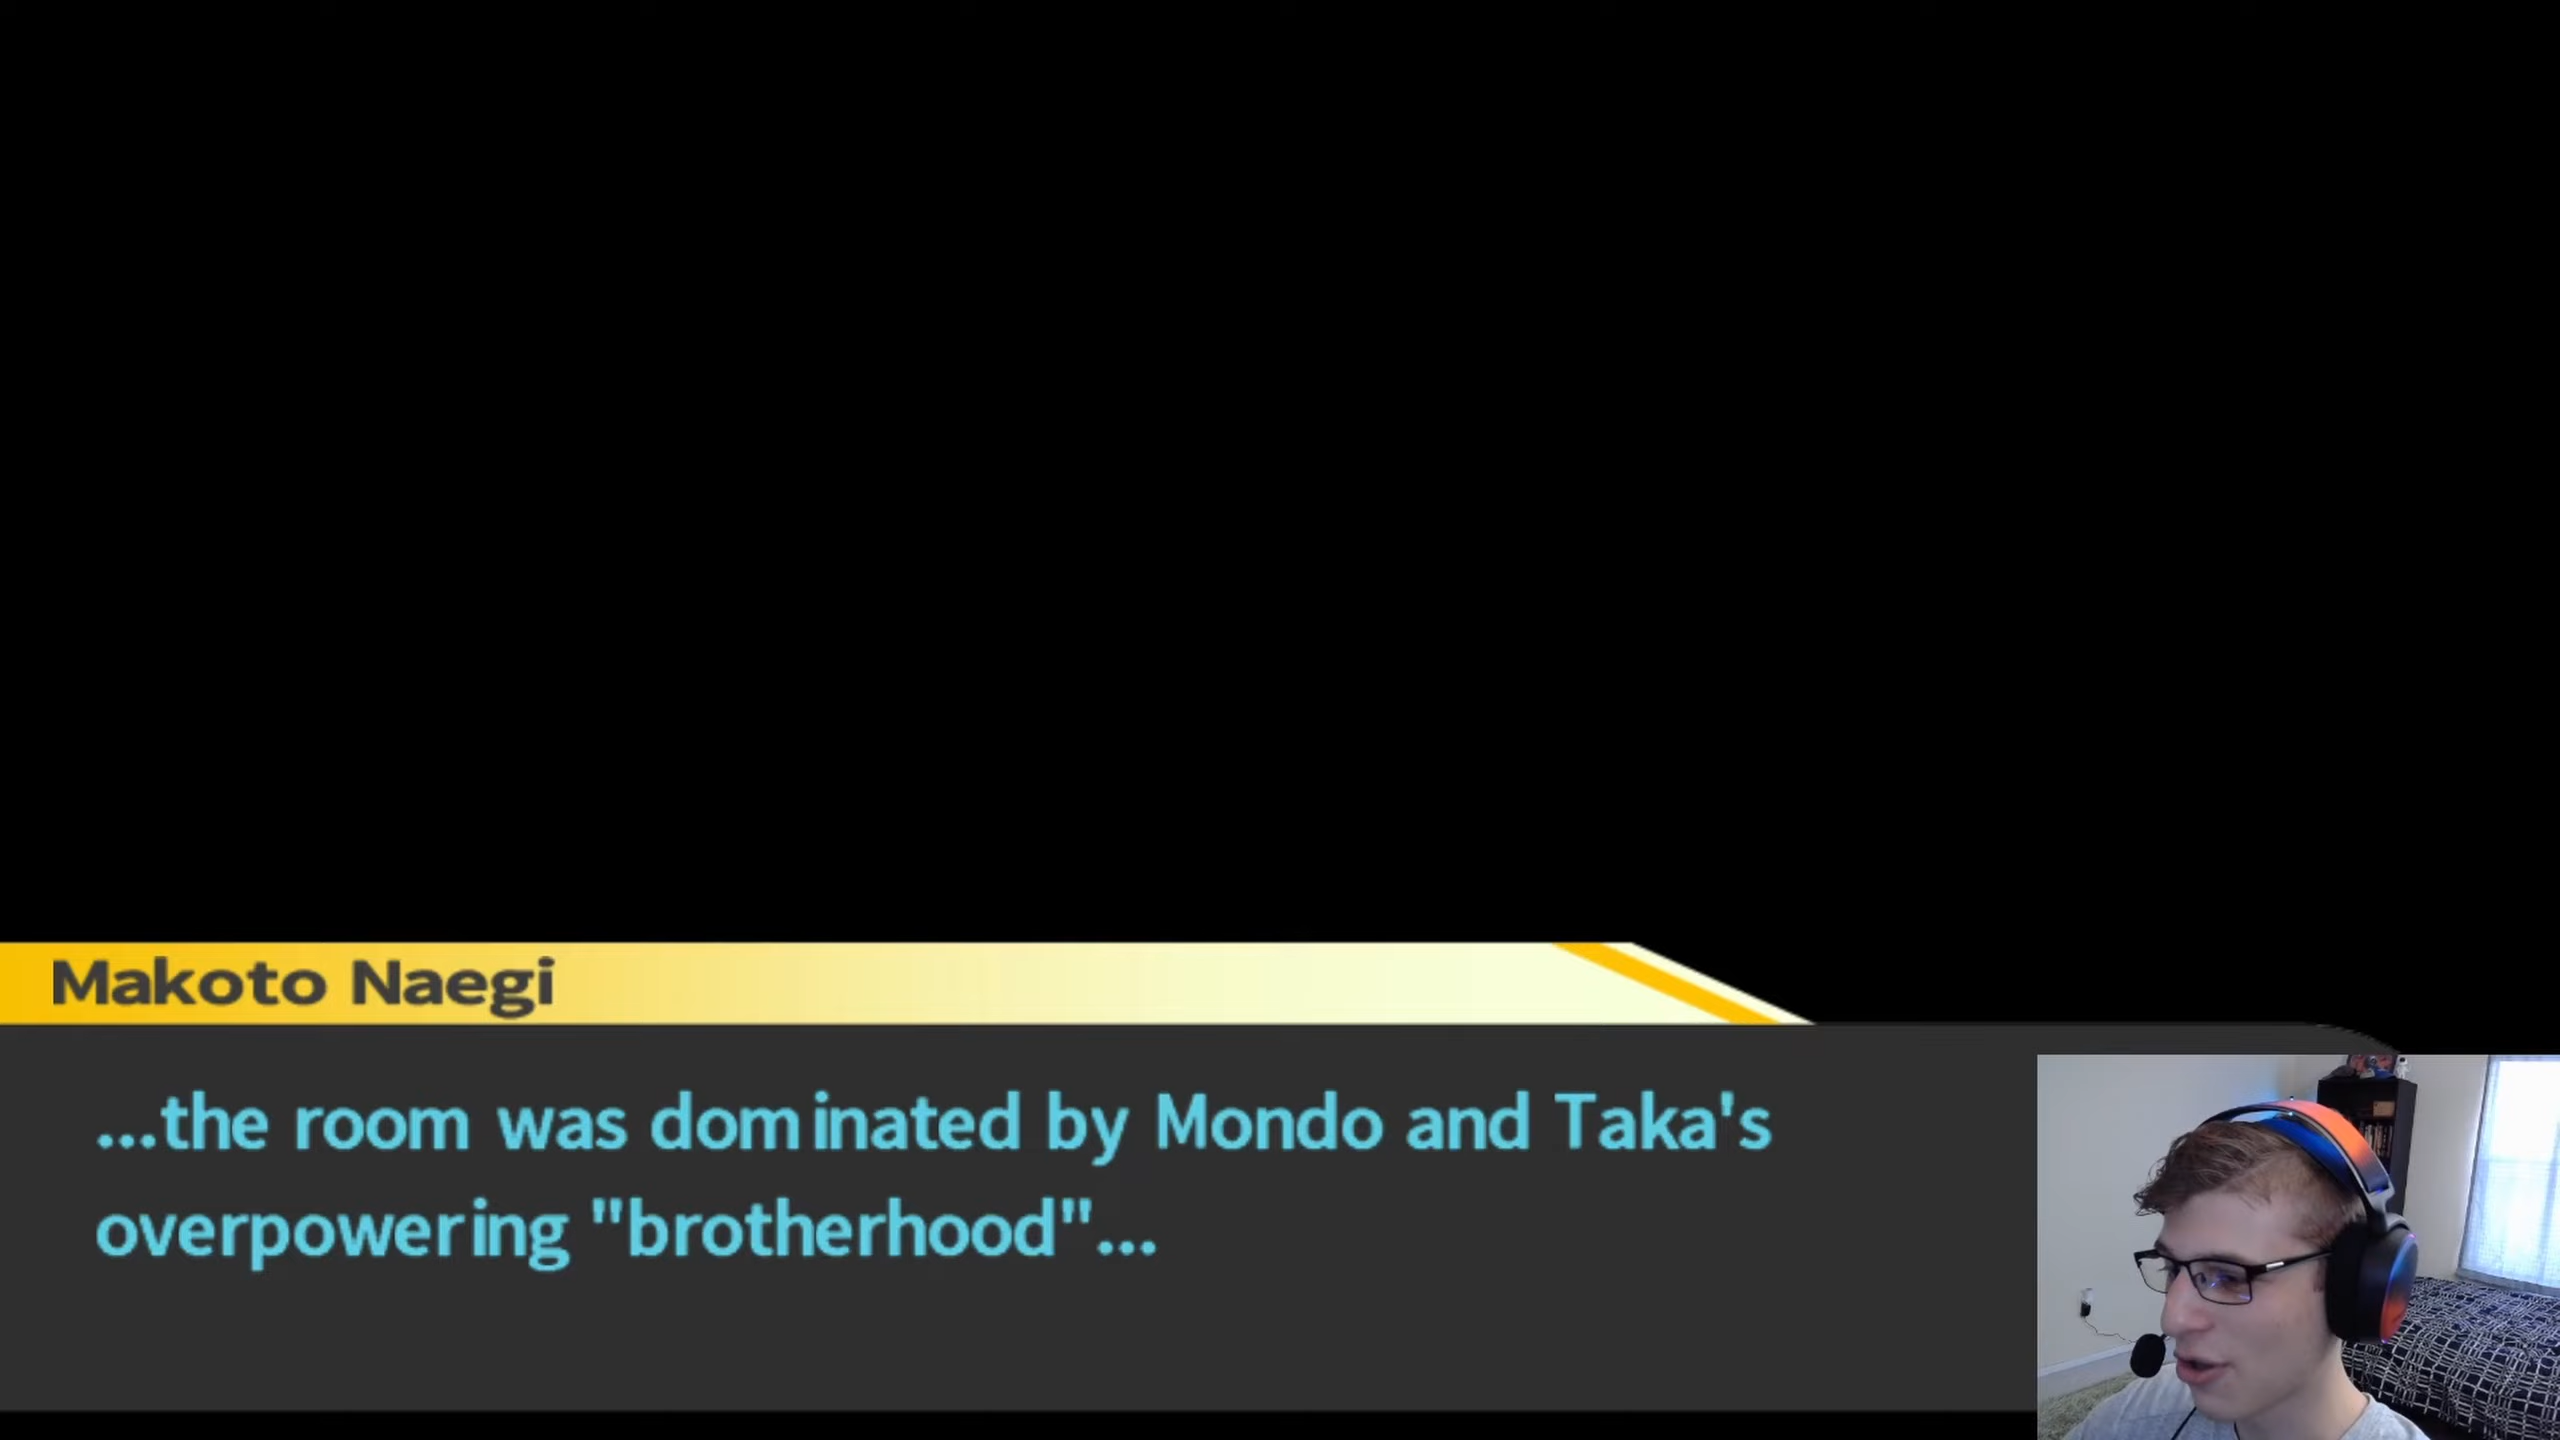 Makoto Naegi
...the room was dominated by Mondo and Taka's
overpowering "brotherhood"...